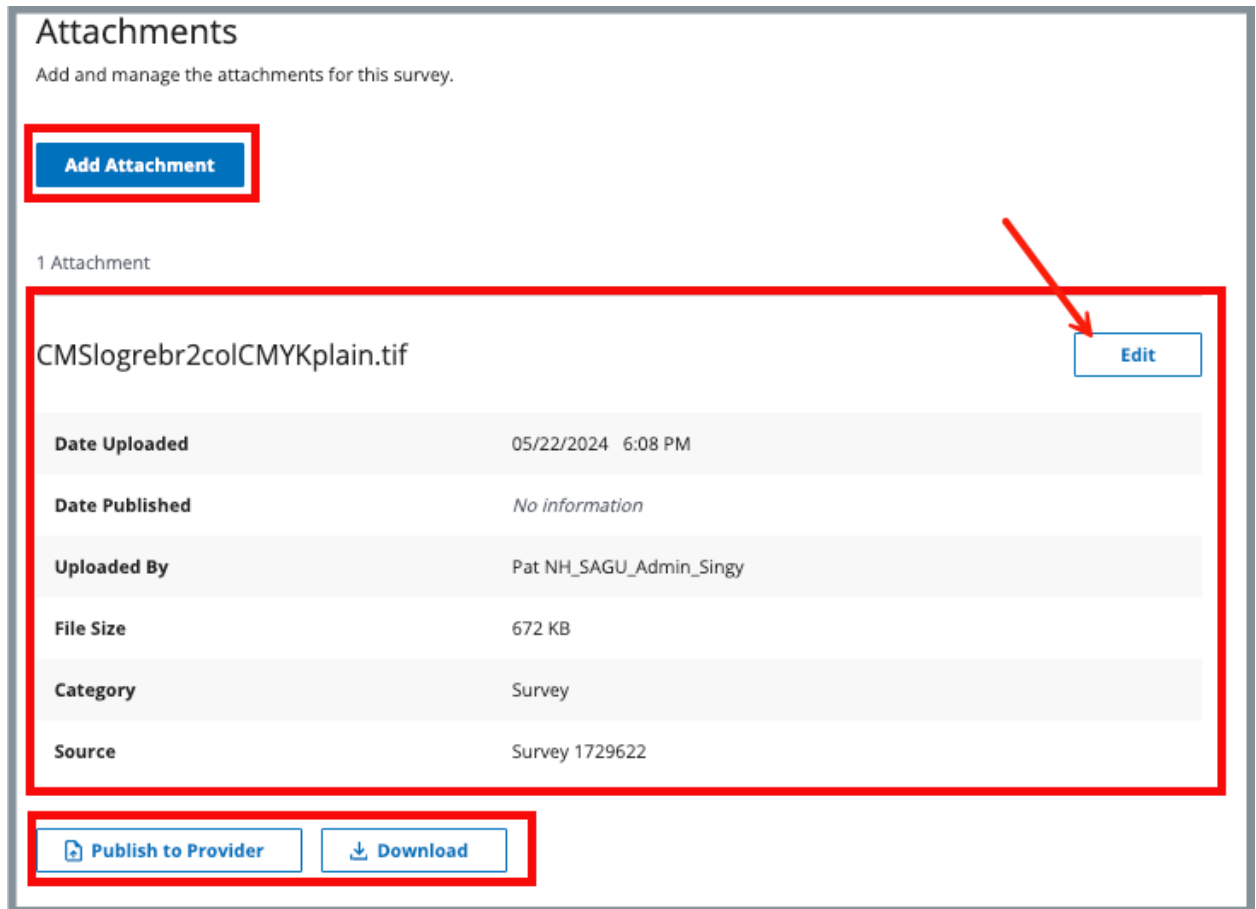 Attachments
Add and manage the attachments for this survey.
Add Attachment
1 Attachment
CMSlogrebr2colCMYKplain.tif
Edit
Date Uploaded 05/22/2024 6:08 PM
Date Published No information
Uploaded By Pat NH_SAGU_Admin_Singy
File Size 672 KB
Category Survey
Source Survey 1729622
Publish to Provider Download